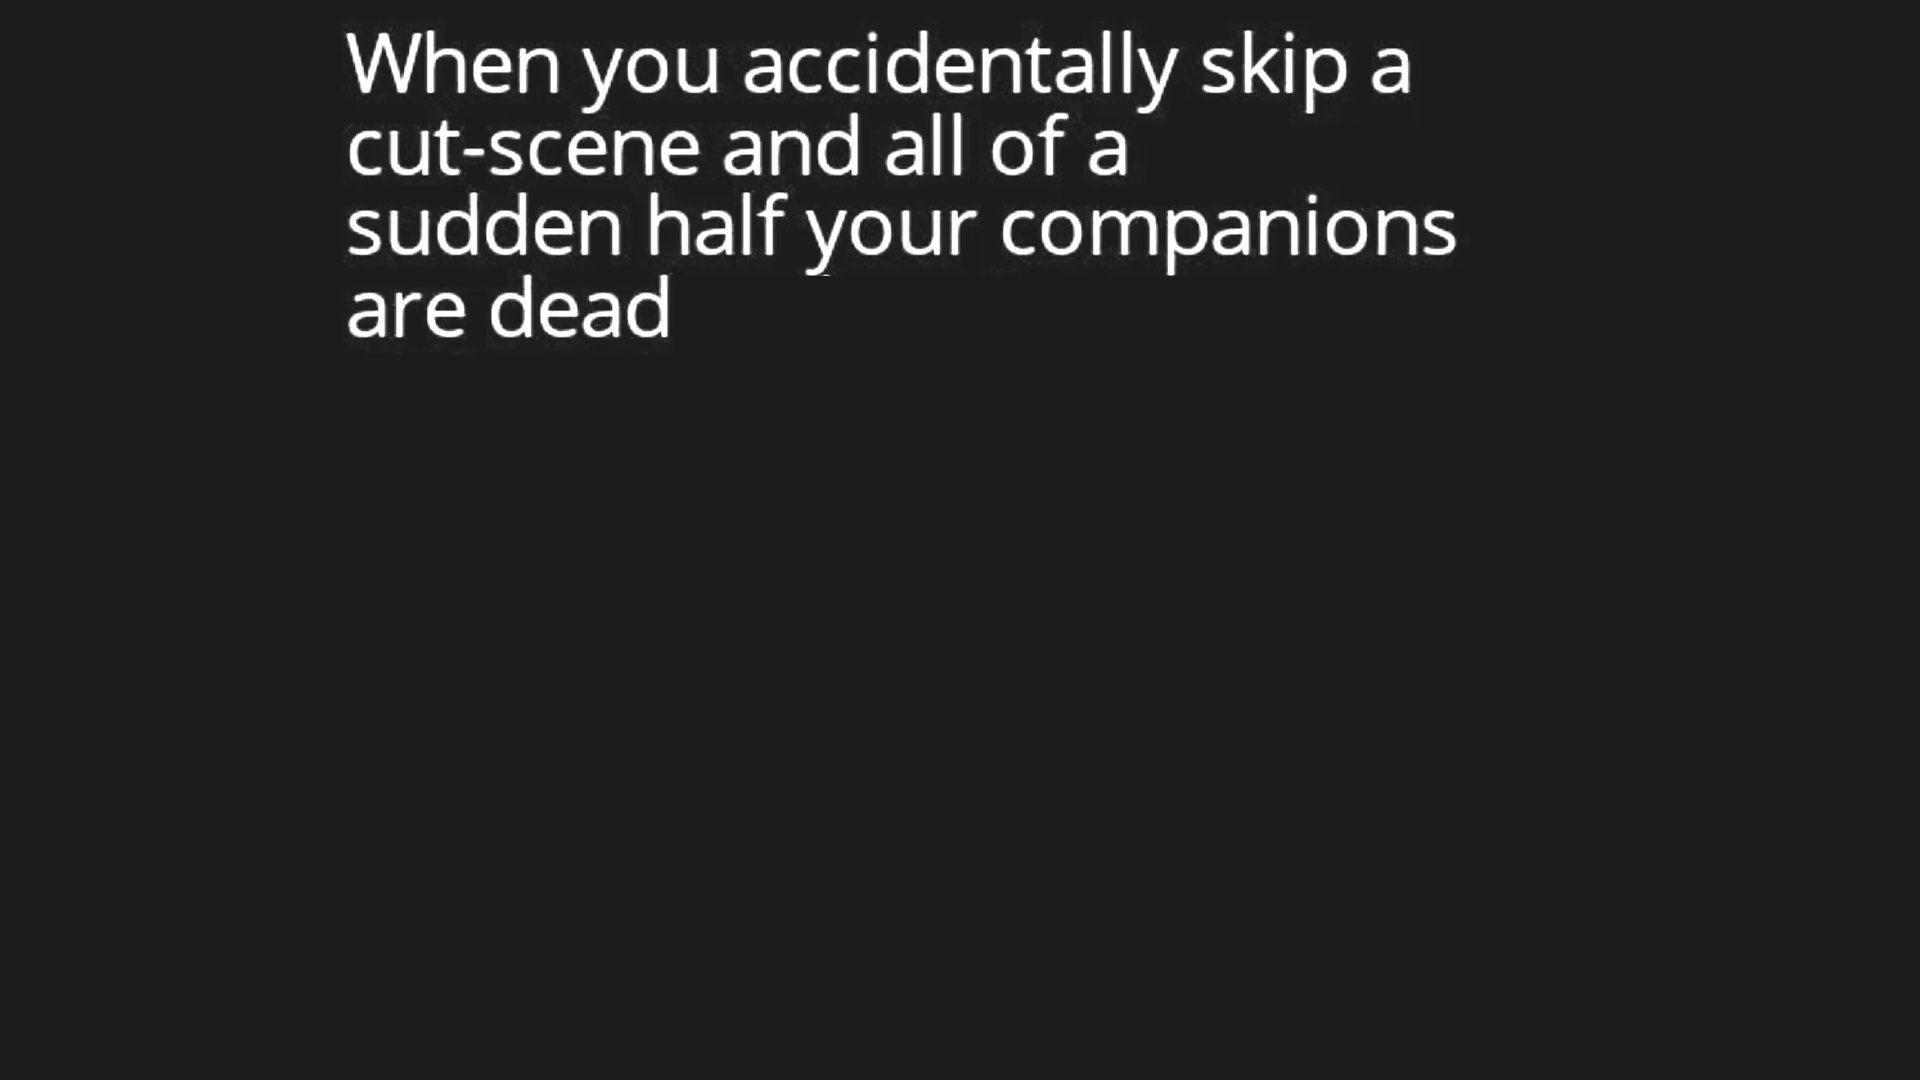 When you accidentally skip a
cut-scene and all of a
sudden half your companions
are dead